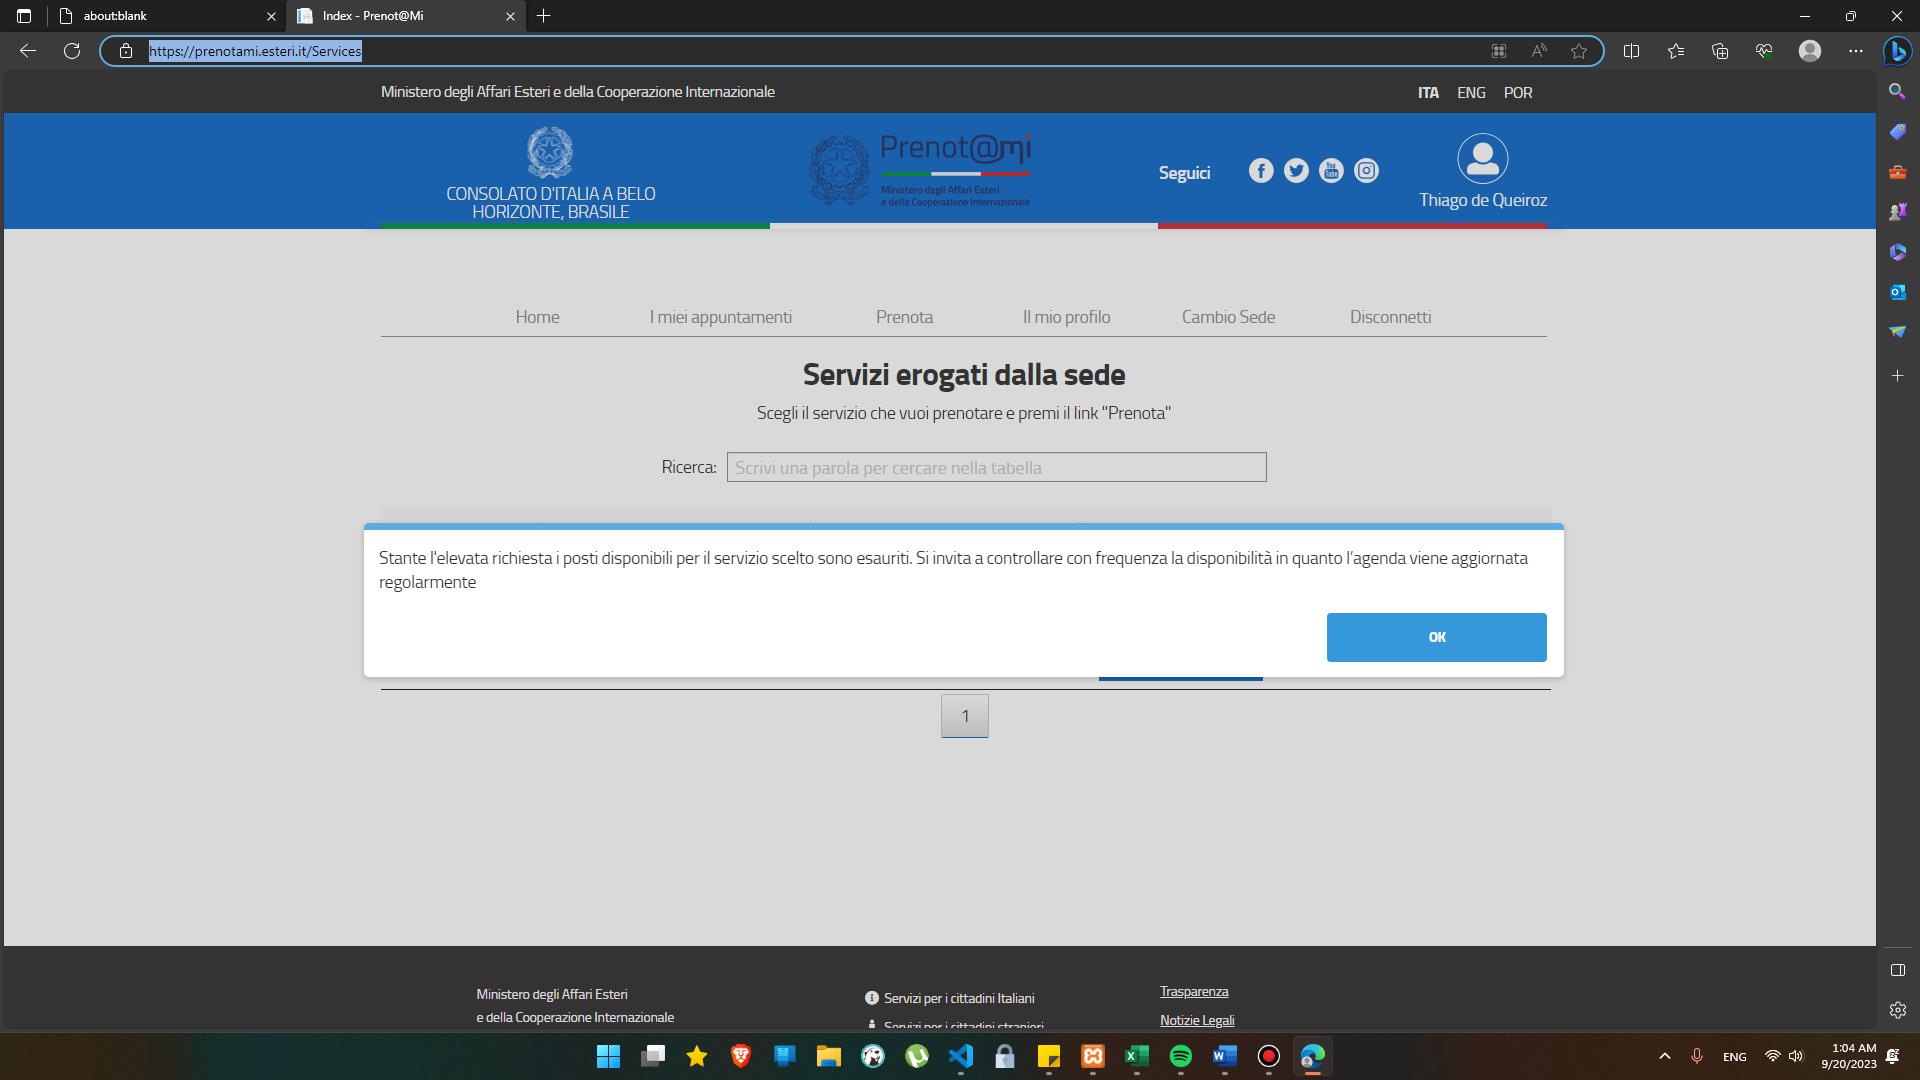 about:blank
Index - Prenot@Mi
https://prenotami.esteri.it/Services
Ministero degli Affari Esteri e della Cooperazione Internazionale
ITA ENG POR
CONSOLATO D'ITALIA A BELO
HORIZONTE, BRASILE
Prenot@mi
Ministero degli Affari Esteri
e della Cooperazione Internazionale
Seguici
You
Tube
Thiago de Queiroz
Home I miei appuntamenti Prenota Il mio profilo Cambio Sede Disconnetti
Servizi erogati dalla sede
Scegli il servizio che vuoi prenotare e premi il link "Prenota"
Ricerca: Scrivi una parola per cercare nella tabella
Stante l'elevata richiesta i posti disponibili per il servizio scelto sono esauriti. Si invita a controllare con frequenza la disponibilità in quanto l’agenda viene aggiornata
regolarmente
OK
1
Ministero degli Affari Esteri
e della Cooperazione Internazionale
Servizi per i cittadini Italiani
Servizi per i cittadini stranieri
Trasparenza
Notizie Legali
ENG
1:04 AM
9/20/2023